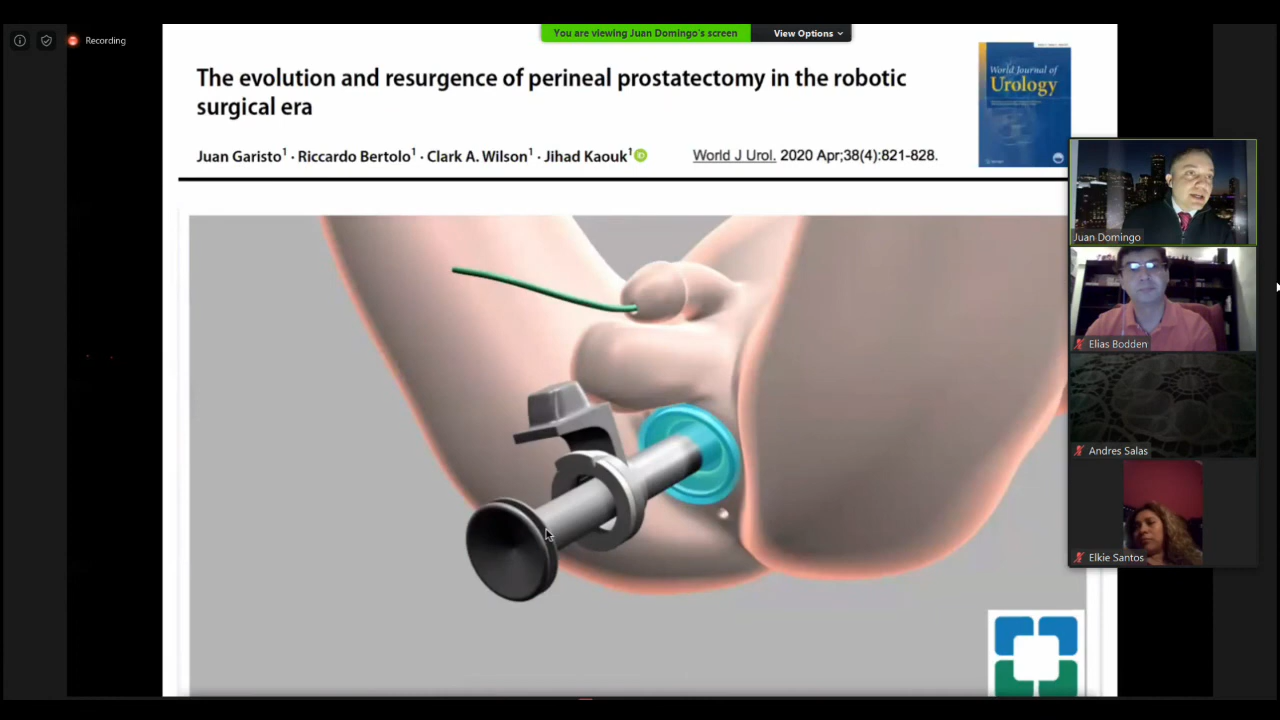 Recording
You are viewing Juan Domingo's screen
View Options
The evolution and resurgence of perineal prostatectomy in the robotic
surgical era
Juan Garisto1 · Riccardo Bertolo1 · Clark A. Wilson1 · Jihad Kaouk1
World J Urol. 2020 Apr;38(4):821-828.
World Journal of
Urology
Juan Domingo
Elias Bodden
Andres Salas
Elkie Santos